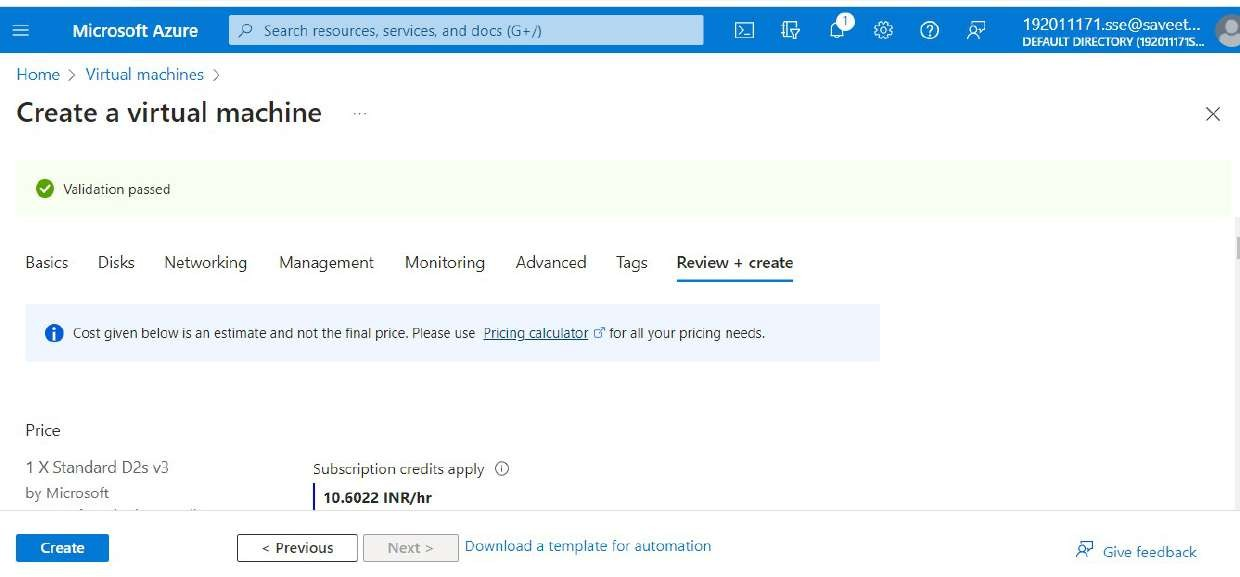 Microsoft Azure
Search resources, services, and docs (G+/)
1
192011171.sse@saveet...
DEFAULT DIRECTORY (192011171S...
Home > Virtual machines >
Create a virtual machine ...
Validation passed
Basics Disks Networking Management Monitoring Advanced Tags Review + create
Cost given below is an estimate and not the final price. Please use Pricing calculator for all your pricing needs.
Price
1 X Standard D2s v3
by Microsoft
Subscription credits apply
10.6022 INR/hr
Create
< Previous
Next >
Download a template for automation
Give feedback